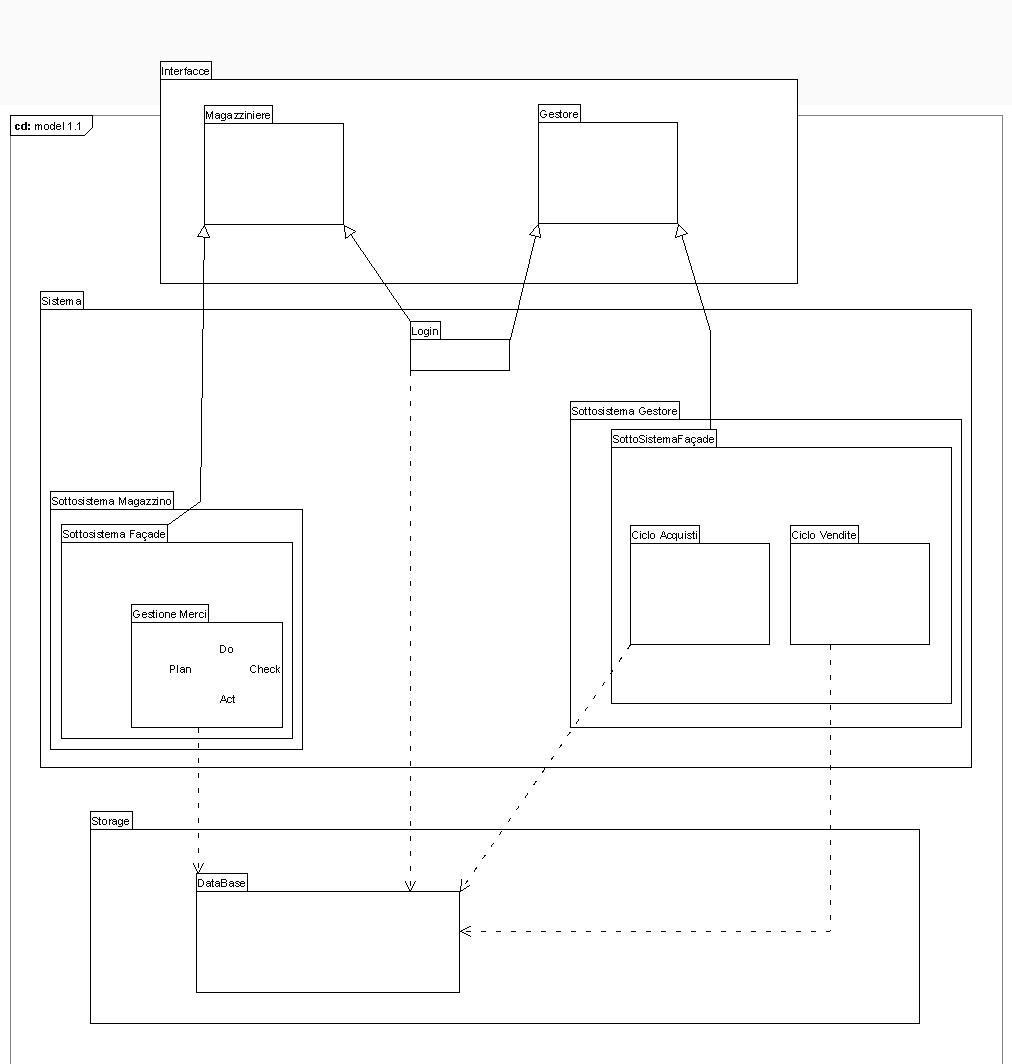 Interfacce
Magazziniere
Gestore
cd: model 1.1
Sistema
Login
Sottosistema Gestore
SottoSistemaFaçade
Sottosistema Magazzino
Sottosistema Façade
Ciclo Acquisti
Ciclo Vendite
Gestione Merci
Do
Plan
Check
Act
Storage
DataBase